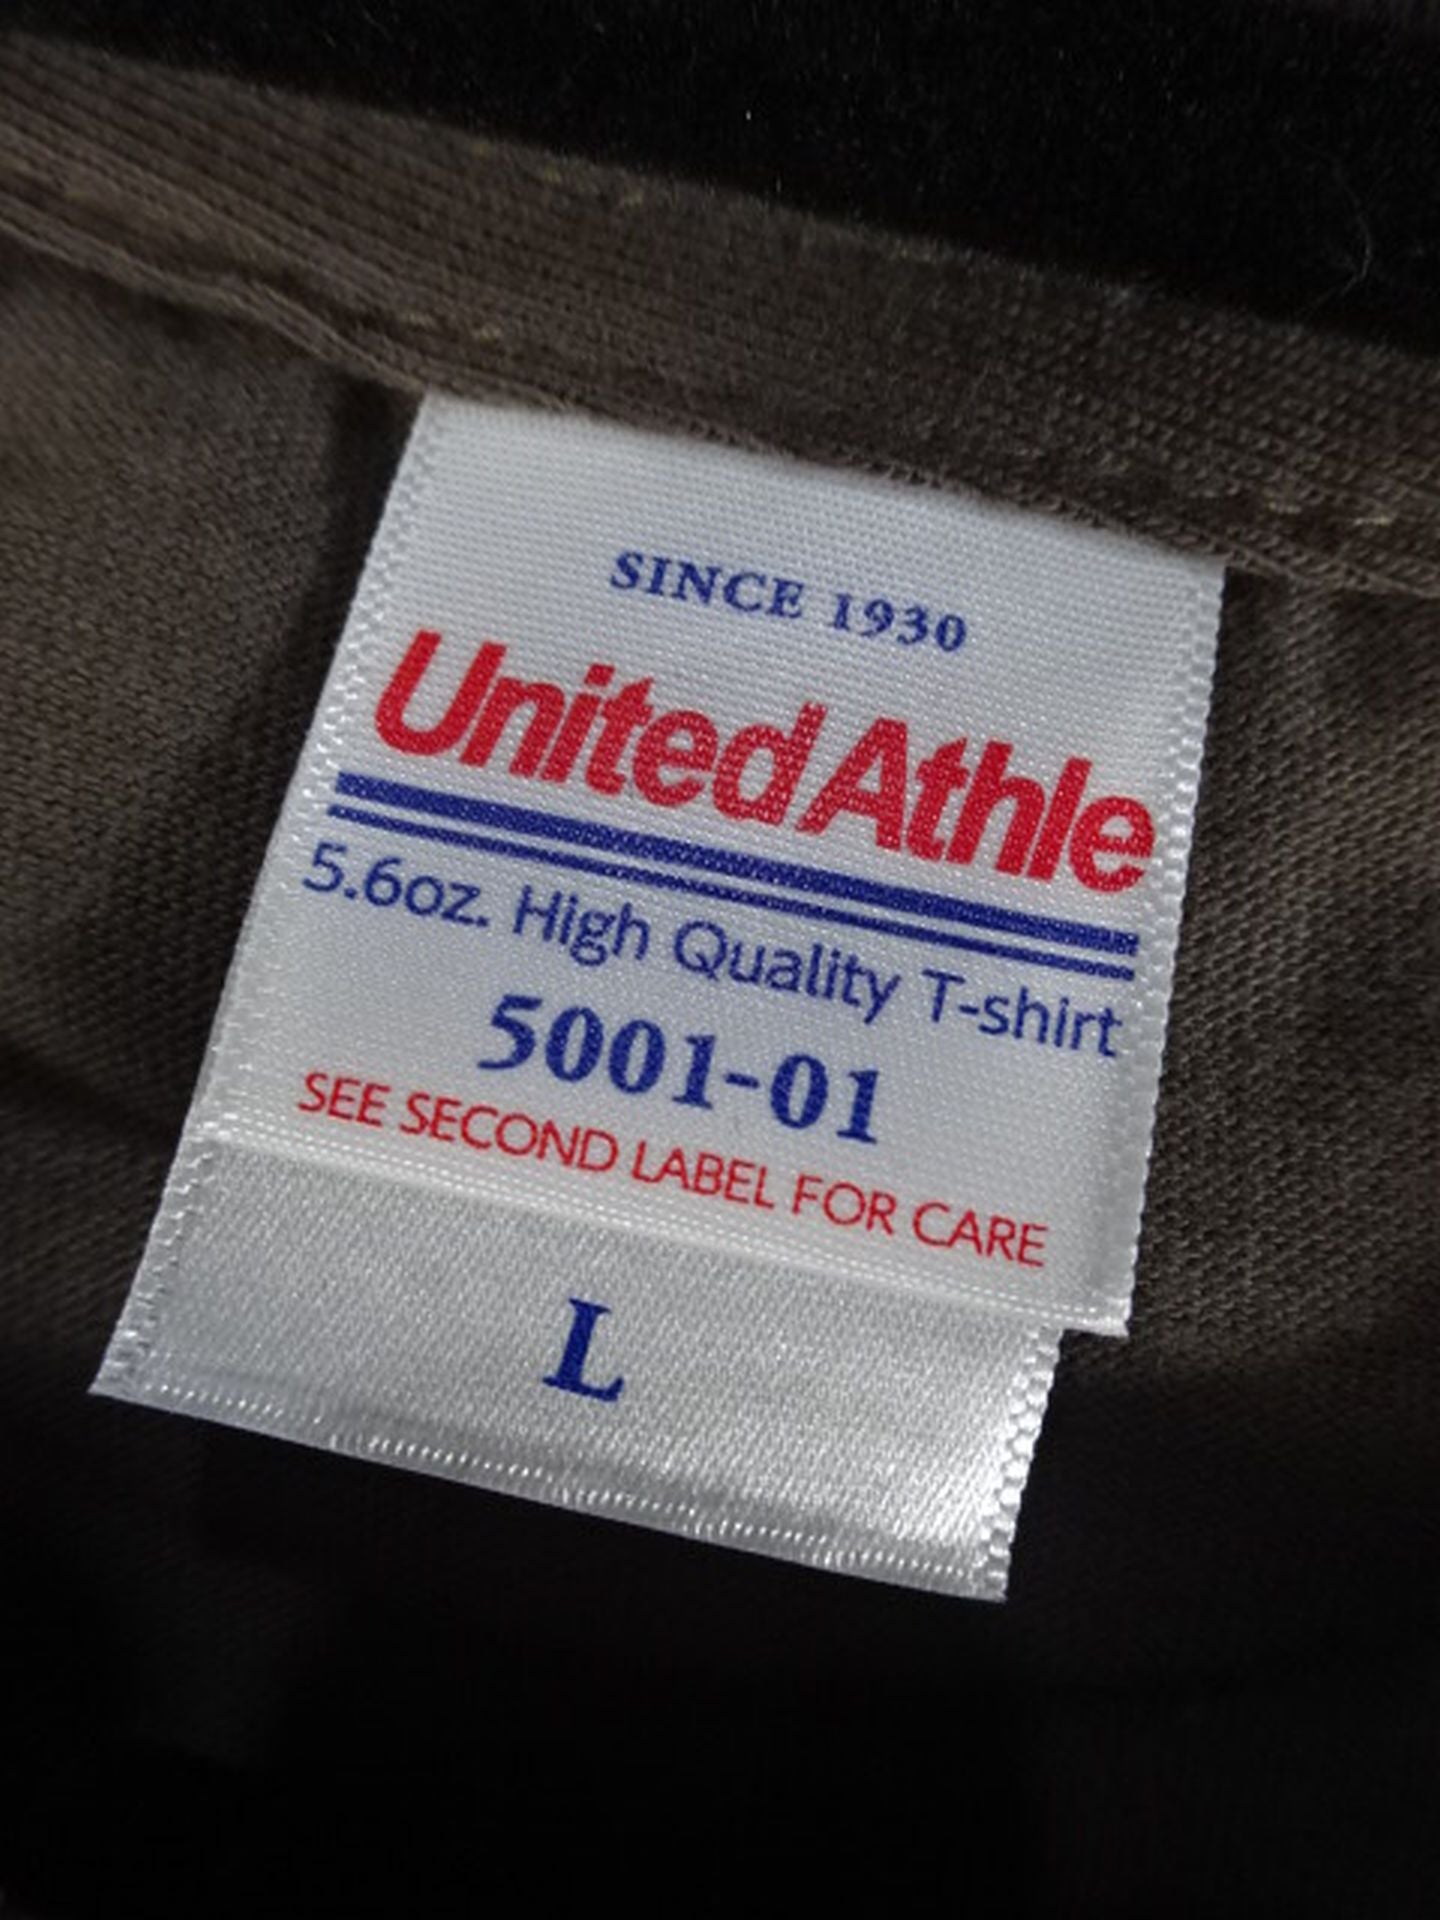 SINCE 1930
United Athle
5.6oz. High Quality T-shirt
5001-01
SEE SECOND LABEL FOR CARE
L